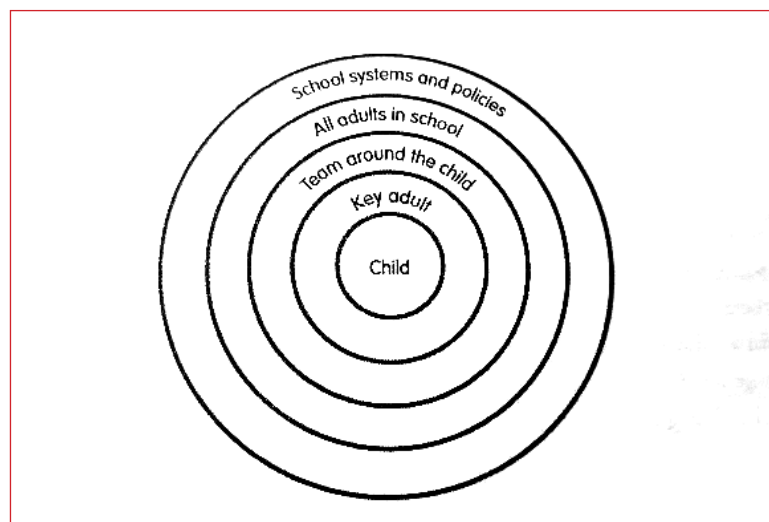 School systems and policies
All adults in school
Team around the child
Key adult
Child